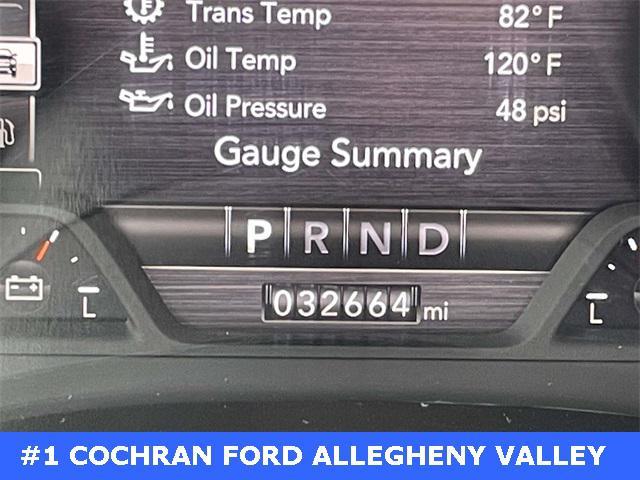 Trans Temp 82° F
Oil Temp 120° F
Oil Pressure 48 psi
Gauge Summary
P R N D
032664 mi
L L
#1 COCHRAN FORD ALLEGHENY VALLEY